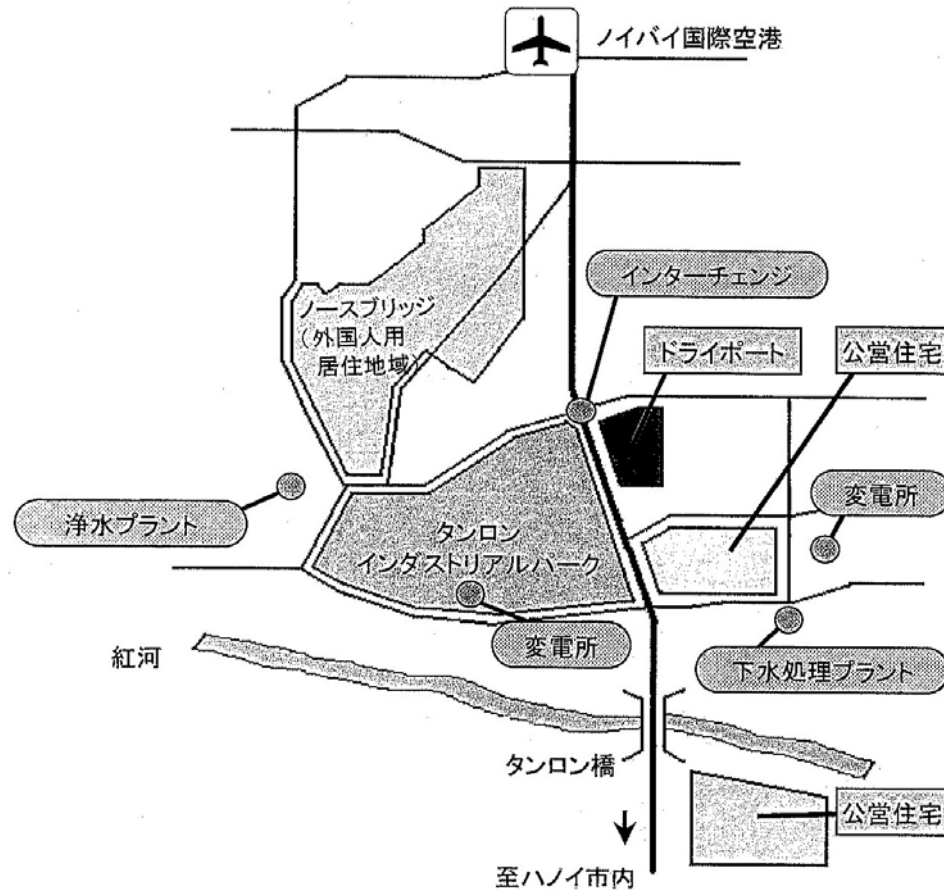 ノイバイ国際空港
インターチェンジ
ノースブリッジ
（外国人用
居住地域）
ドライポート
公営住宅
変電所
浄水プラント
タンロン
インダストリアルパーク
変電所
下水処理プラント
紅河
タンロン橋
公営住宅
至ハノイ市内